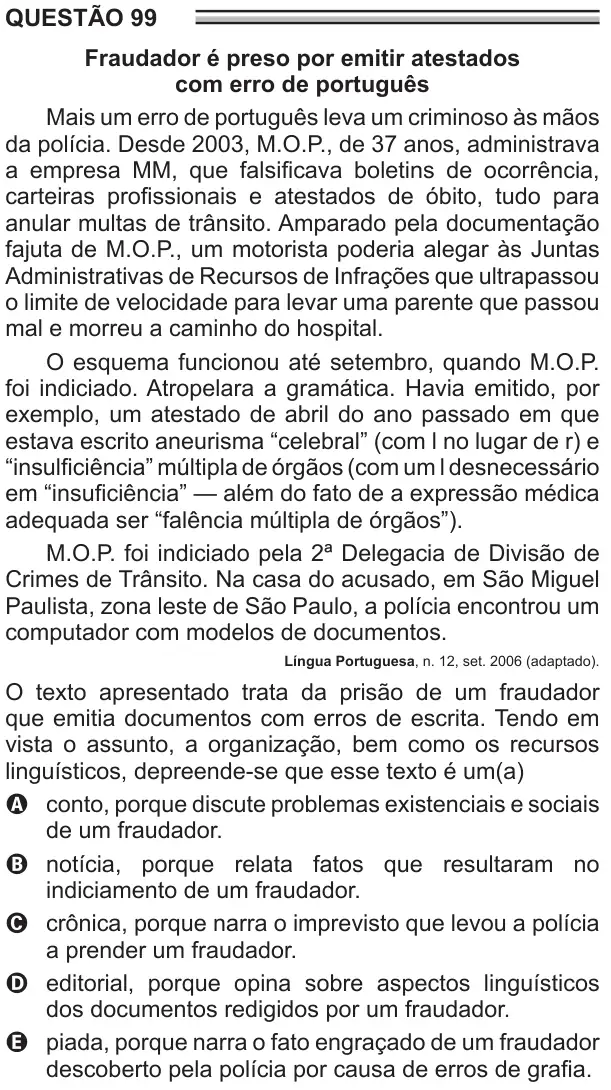 QUESTÃO 99
Fraudador é preso por emitir atestados
com erro de português
Mais um erro de português leva um criminoso às mãos
da polícia. Desde 2003, M.O.P., de 37 anos, administrava
a empresa MM, que falsificava boletins de ocorrência,
carteiras profissionais e atestados de óbito, tudo para
anular multas de trânsito. Amparado pela documentação
fajuta de M.O.P., um motorista poderia alegar às Juntas
Administrativas de Recursos de Infrações que ultrapassou
o limite de velocidade para levar uma parente que passou
mal e morreu a caminho do hospital.
O esquema funcionou até setembro, quando M.O.P.
foi indiciado. Atropelara a gramática. Havia emitido, por
exemplo, um atestado de abril do ano passado em que
estava escrito aneurisma “celebral” (com l no lugar de r) e
“insulficiência” múltipla de órgãos (com um l desnecessário
em “insuficiência” — além do fato de a expressão médica
adequada ser “falência múltipla de órgãos”).
M.O.P. foi indiciado pela 2ª Delegacia de Divisão de
Crimes de Trânsito. Na casa do acusado, em São Miguel
Paulista, zona leste de São Paulo, a polícia encontrou um
computador com modelos de documentos.
Língua Portuguesa, n. 12, set. 2006 (adaptado).
O texto apresentado trata da prisão de um fraudador
que emitia documentos com erros de escrita. Tendo em
vista o assunto, a organização, bem como os recursos
linguísticos, depreende-se que esse texto é um(a)
A conto, porque discute problemas existenciais e sociais
de um fraudador.
B notícia, porque relata fatos que resultaram no
indiciamento de um fraudador.
C crônica, porque narra o imprevisto que levou a polícia
a prender um fraudador.
D editorial, porque opina sobre aspectos linguísticos
dos documentos redigidos por um fraudador.
E piada, porque narra o fato engraçado de um fraudador
descoberto pela polícia por causa de erros de grafia.